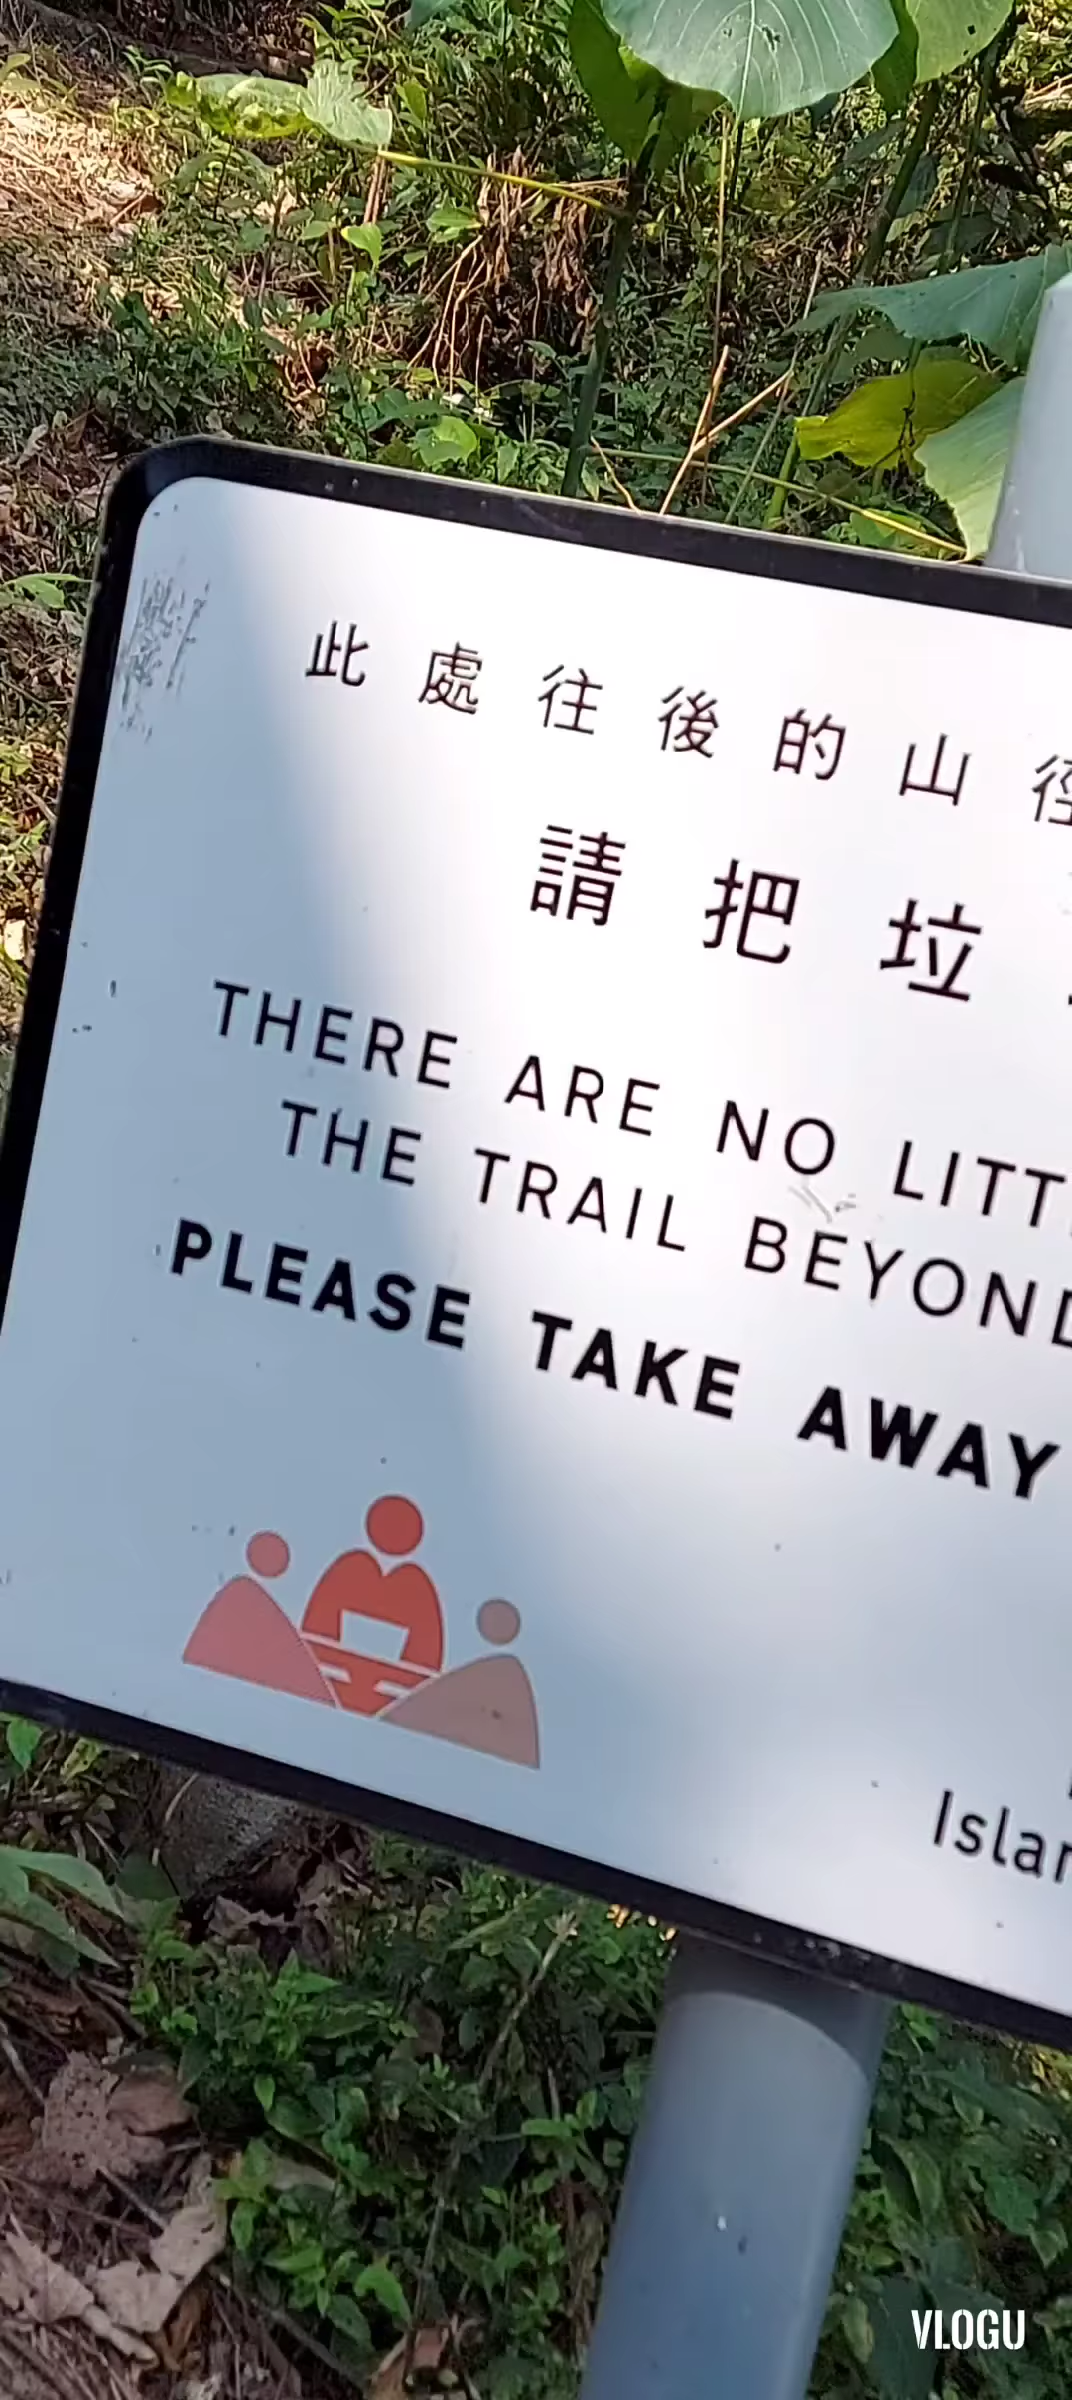 此處往後的山徑
請把垃
THERE ARE NO LITT
THE TRAIL BEYOND
PLEASE TAKE AWAY
Islan
VLOGU